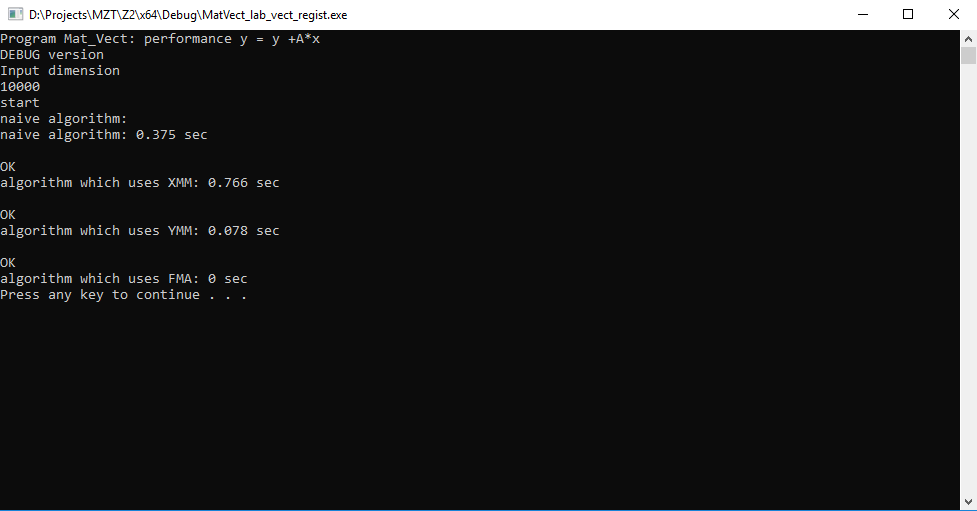 D:\Projects\MZT\Z2\x64\Debug\MatVect_lab_vect_regist.exe
Program Mat_Vect: performance y = y +A*x
DEBUG version
Input dimension
10000
start
naive algorithm:
naive algorithm: 0.375 sec
OK
algorithm which uses XMM: 0.766 sec
OK
algorithm which uses YMM: 0.078 sec
OK
algorithm which uses FMA: 0 sec
Press any key to continue . . .